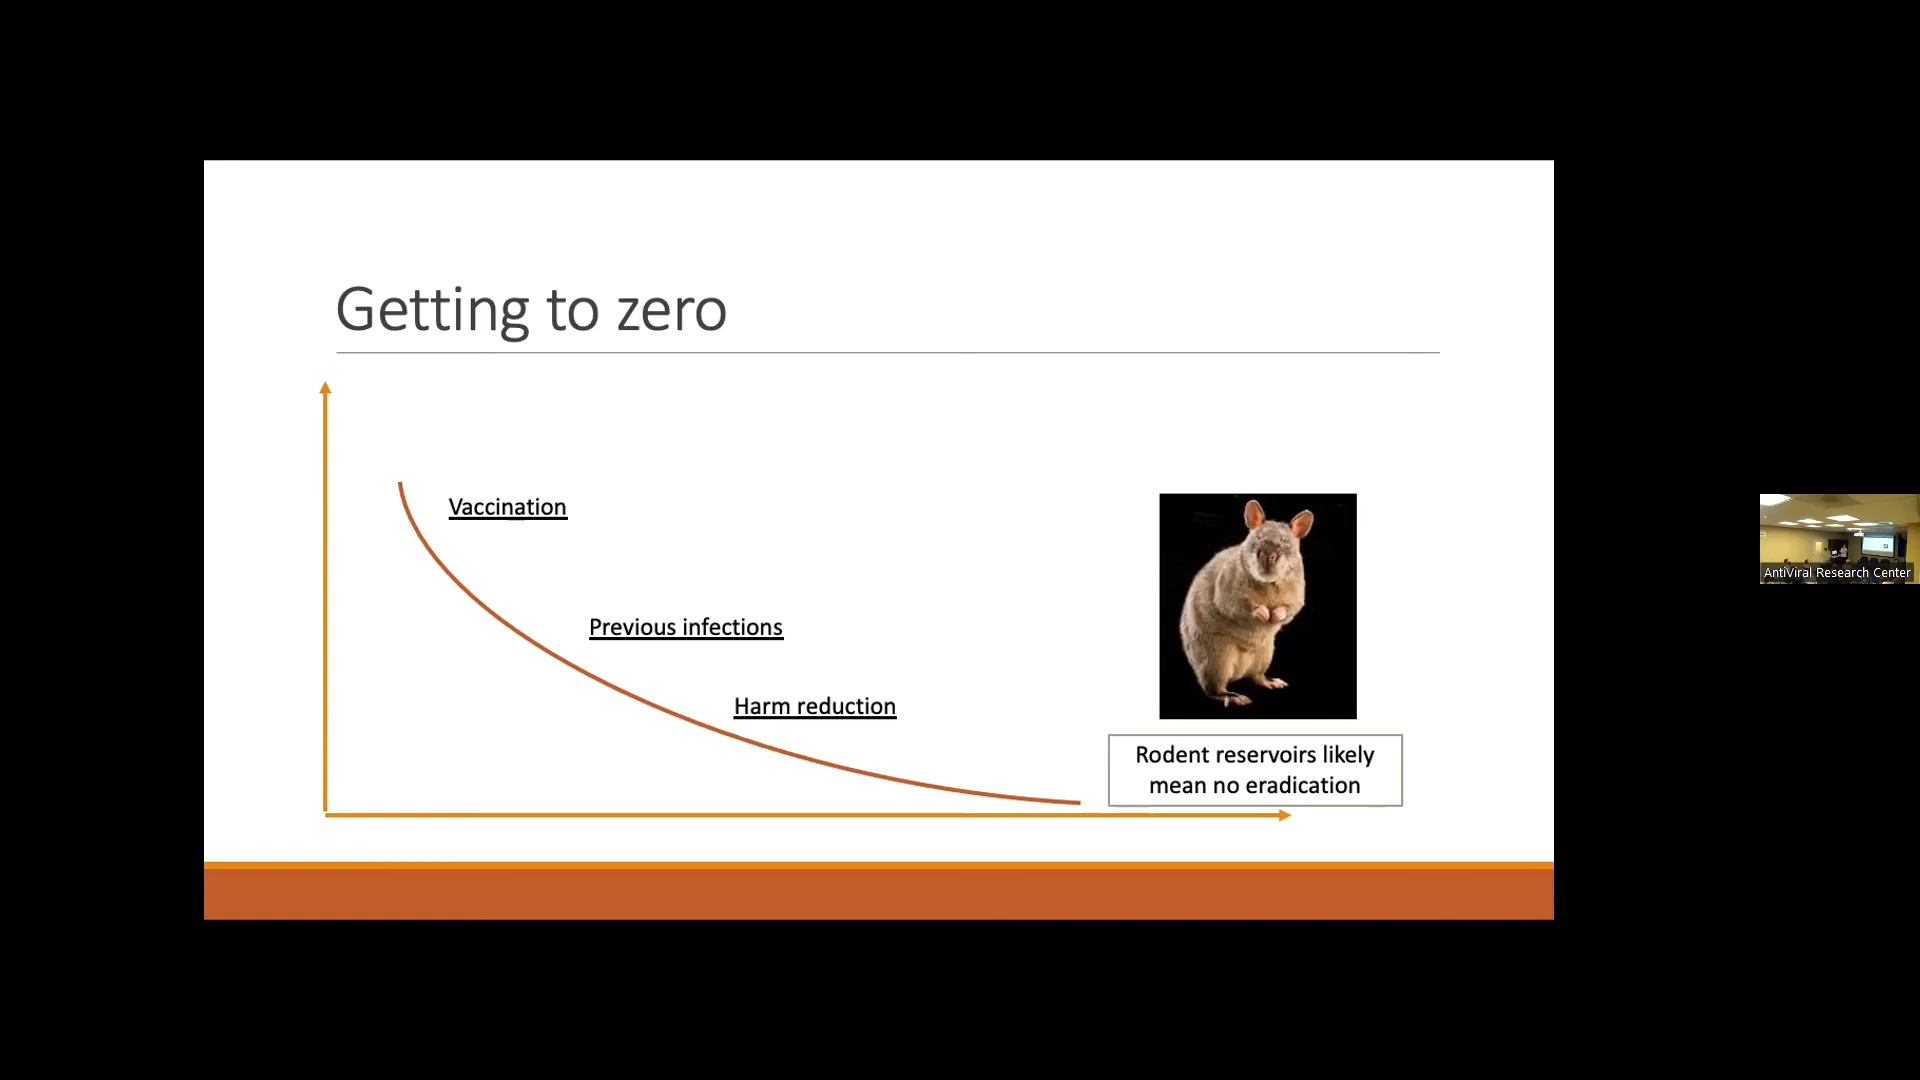 Getting to zero
Vaccination
Previous infections
Harm reduction
Rodent reservoirs likely
mean no eradication
AntiViral Research Center